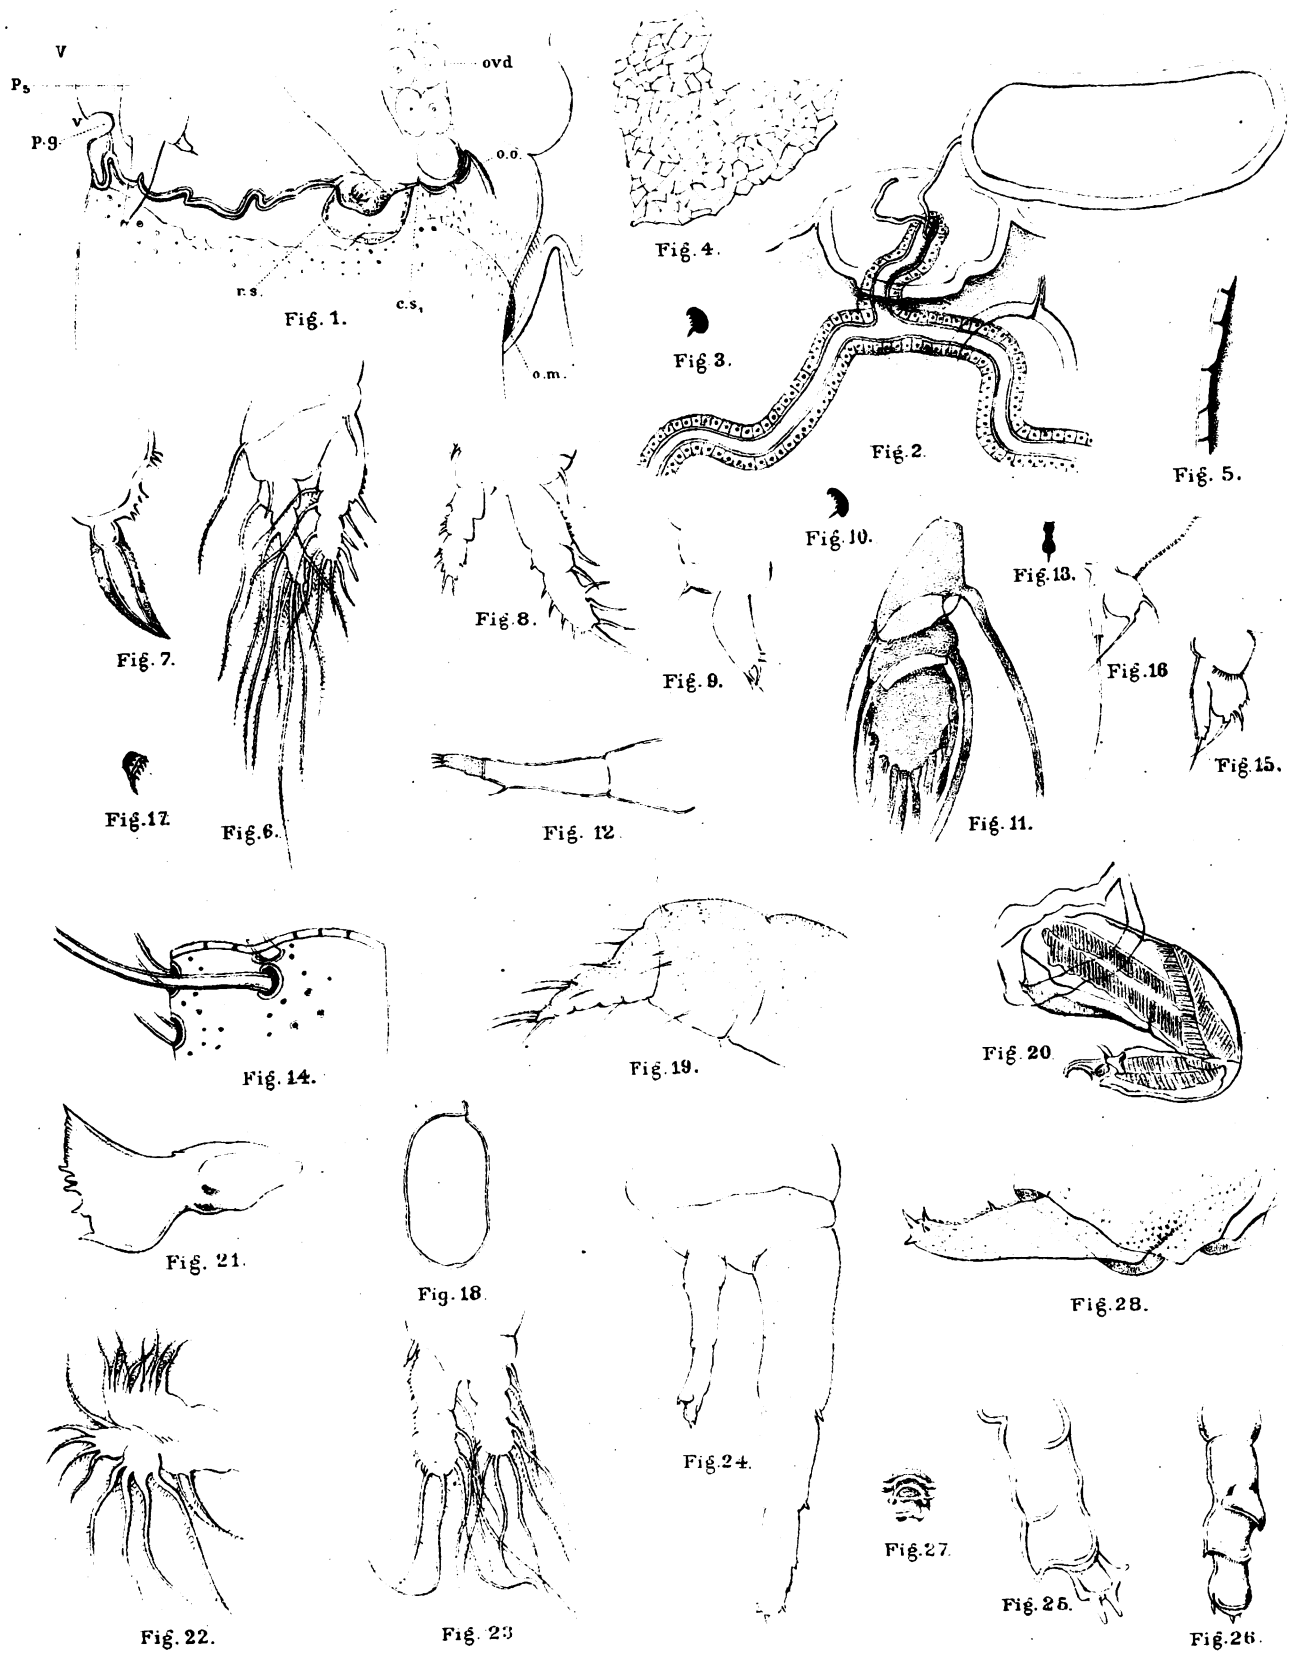 V
ovd
P5
v
p.g
o.o.
Fig. 4.
r.s.
c.s1
Fig. 1.
Fig. 3.
o.m.
Fig. 2.
Fig. 5.
Fig. 10.
Fig. 13.
Fig. 8.
Fig. 7.
Fig. 9.
Fig. 16
Fig. 15.
Fig. 17.
Fig. 6.
Fig. 12.
Fig. 11.
Fig. 14.
Fig. 19.
Fig. 20.
Fig. 21.
Fig. 18.
Fig. 28.
Fig. 24.
Fig. 27.
Fig. 25.
Fig. 22.
Fig. 23
Fig. 26.